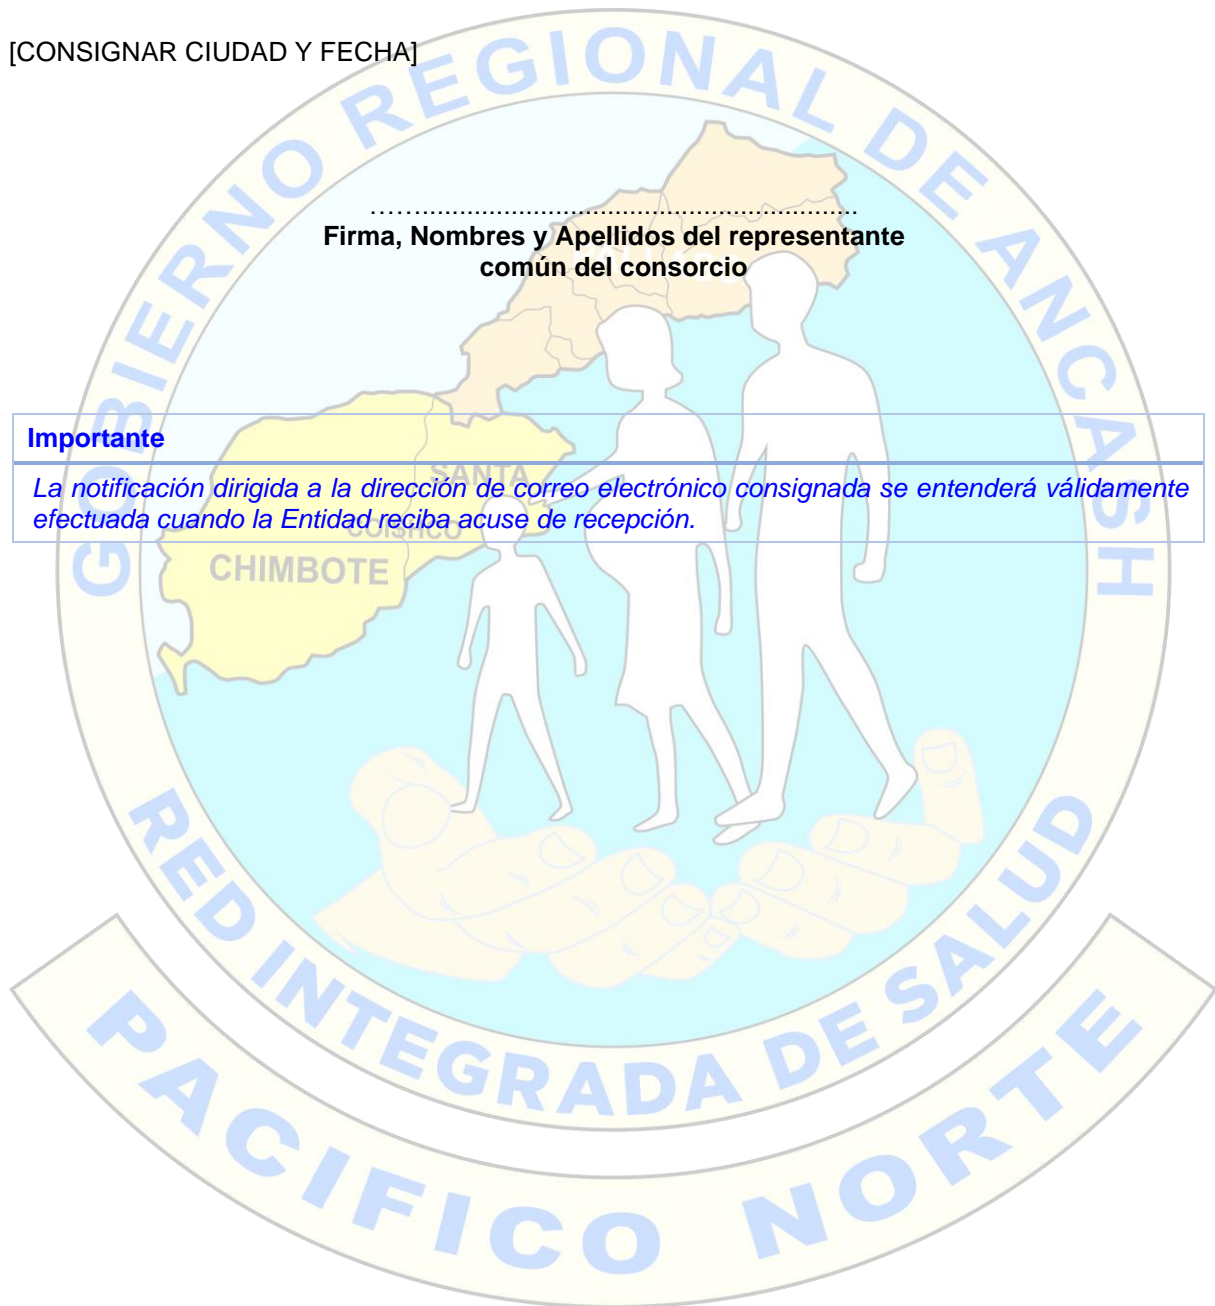 [CONSIGNAR CIUDAD Y FECHA]
GOBIERNO REGIONAL DE ANCASH
…….............................................................
Firma, Nombres y Apellidos del representante
común del consorcio
Importante
La notificación dirigida a la dirección de correo electrónico consignada se entenderá válidamente
efectuada cuando la Entidad reciba acuse de recepción.
SANTA
COISHCO
CHIMBOTE
RED INTEGRADA DE SALUD
PACIFICO NORTE